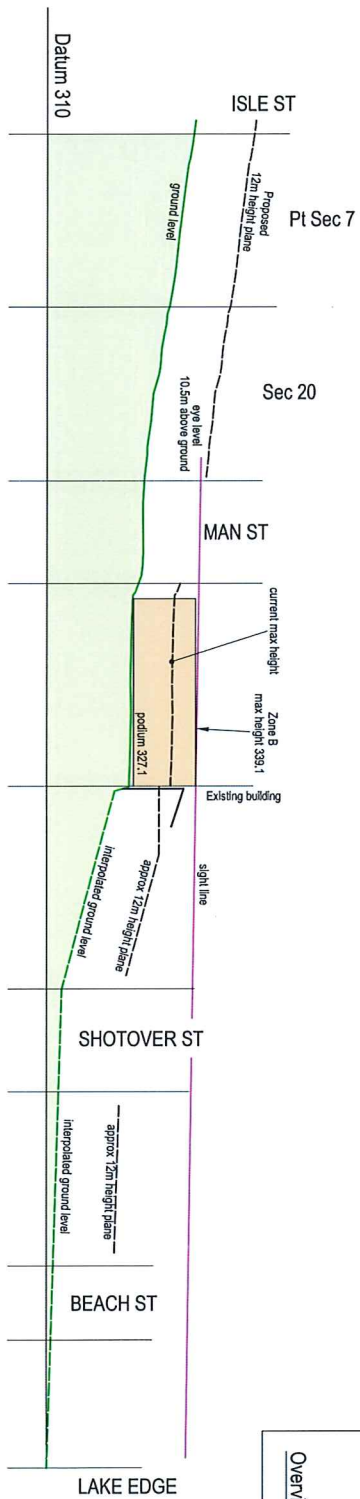 Datum 310
ISLE ST
Proposed
12m height plane
Pt Sec 7
ground level
Sec 20
eye level
10.5m above ground
MAN ST
current max height
Zone B
max height 339.1
podium 327.1
Existing building
sight line
approx 12m height plane
interpolated ground level
SHOTOVER ST
approx 12m height plane
interpolated ground level
BEACH ST
LAKE EDGE